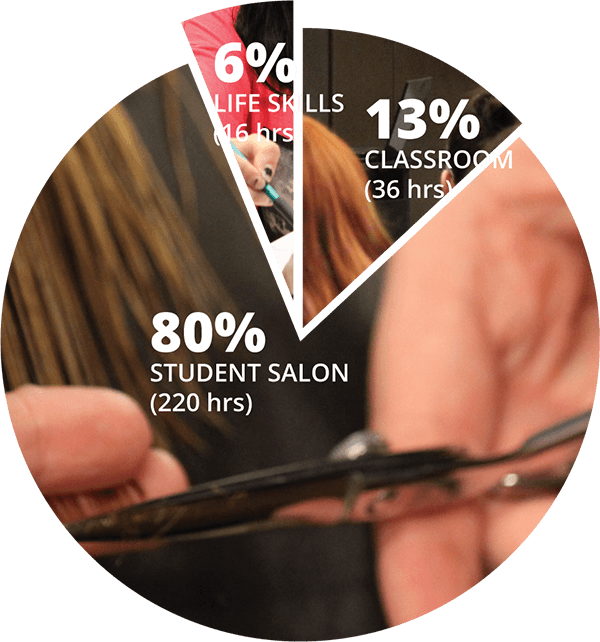 6%
LIFE SKILLS
(16 hrs
13%
CLASSROOM
(36 hrs)
80%
STUDENT SALON
(220 hrs)